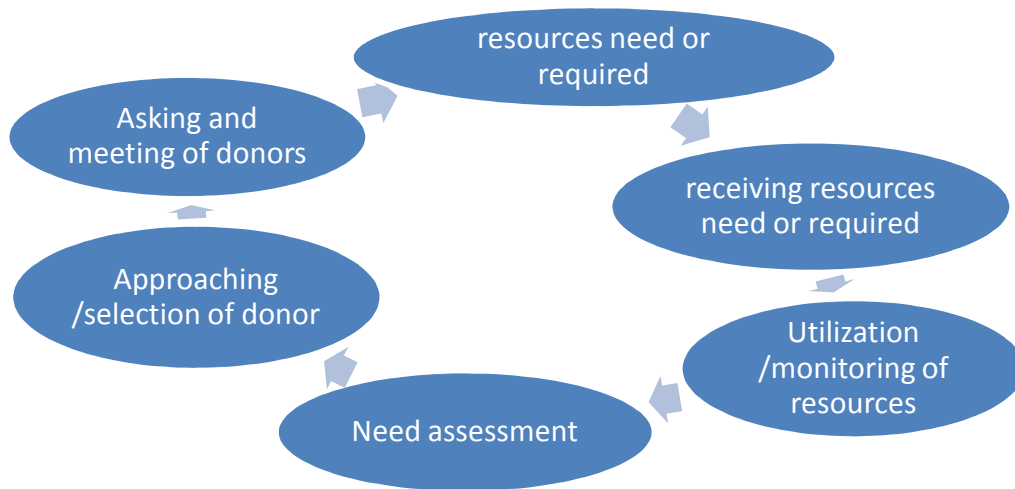 resources need or
required
Asking and
meeting of donors
receiving resources
need or required
Approaching
/selection of donor
Utilization
/monitoring of
resources
Need assessment